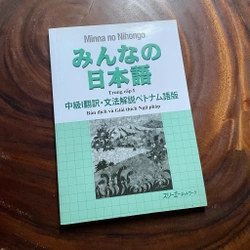 Minna no Nihongo
みんなの
日本語
Trung cấp I
中級I翻訳・文法解説ベトナム語版
Bản dịch và Giải thích Ngữ pháp
スリーエーネットワーク